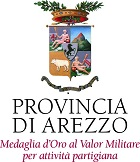 PROVINCIA
DI AREZZO
Medaglia d'Oro al Valor Militare
per attività partigiana